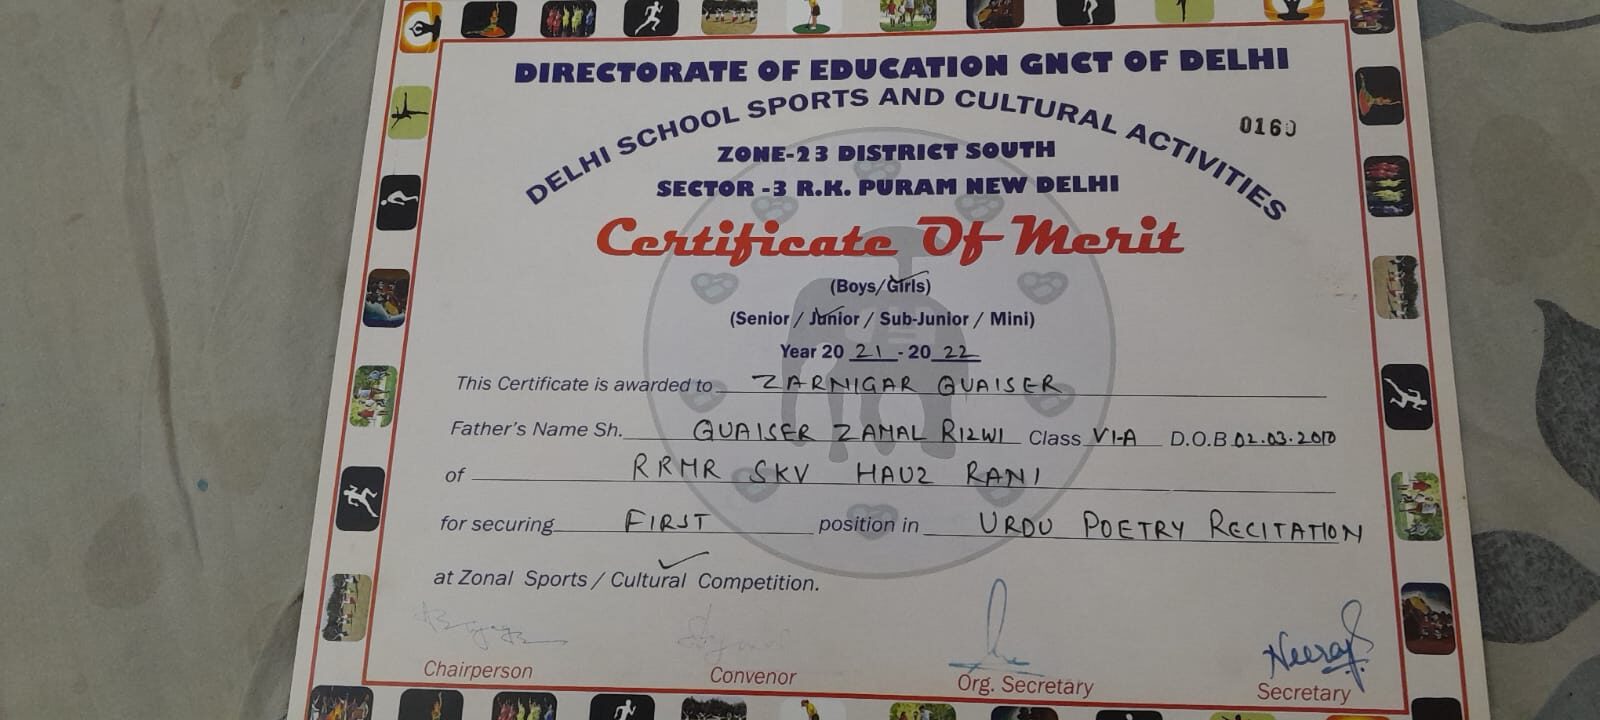 DIRECTORATE OF EDUCATION GNCT OF DELHI
DELHI SCHOOL SPORTS AND CULTURAL ACTIVITIES
0160
ZONE-23 DISTRICT SOUTH
SECTOR -3 R.K. PURAM NEW DELHI
Certificate Of Merit
(Boys/Girls)
(Senior / Junior / Sub-Junior / Mini)
Year 20 21 - 20 22
This Certificate is awarded to ZARNIGAR QUAISER
Father's Name Sh. QUAISER ZAMAL RIZWI Class VI-A D.O.B 02.03.2010
of RRMR SKV HAUZ RANI
for securing FIRST position in URDU POETRY RECITATION
at Zonal Sports / Cultural Competition.
Neeraj
Chairperson Convenor Org. Secretary Secretary